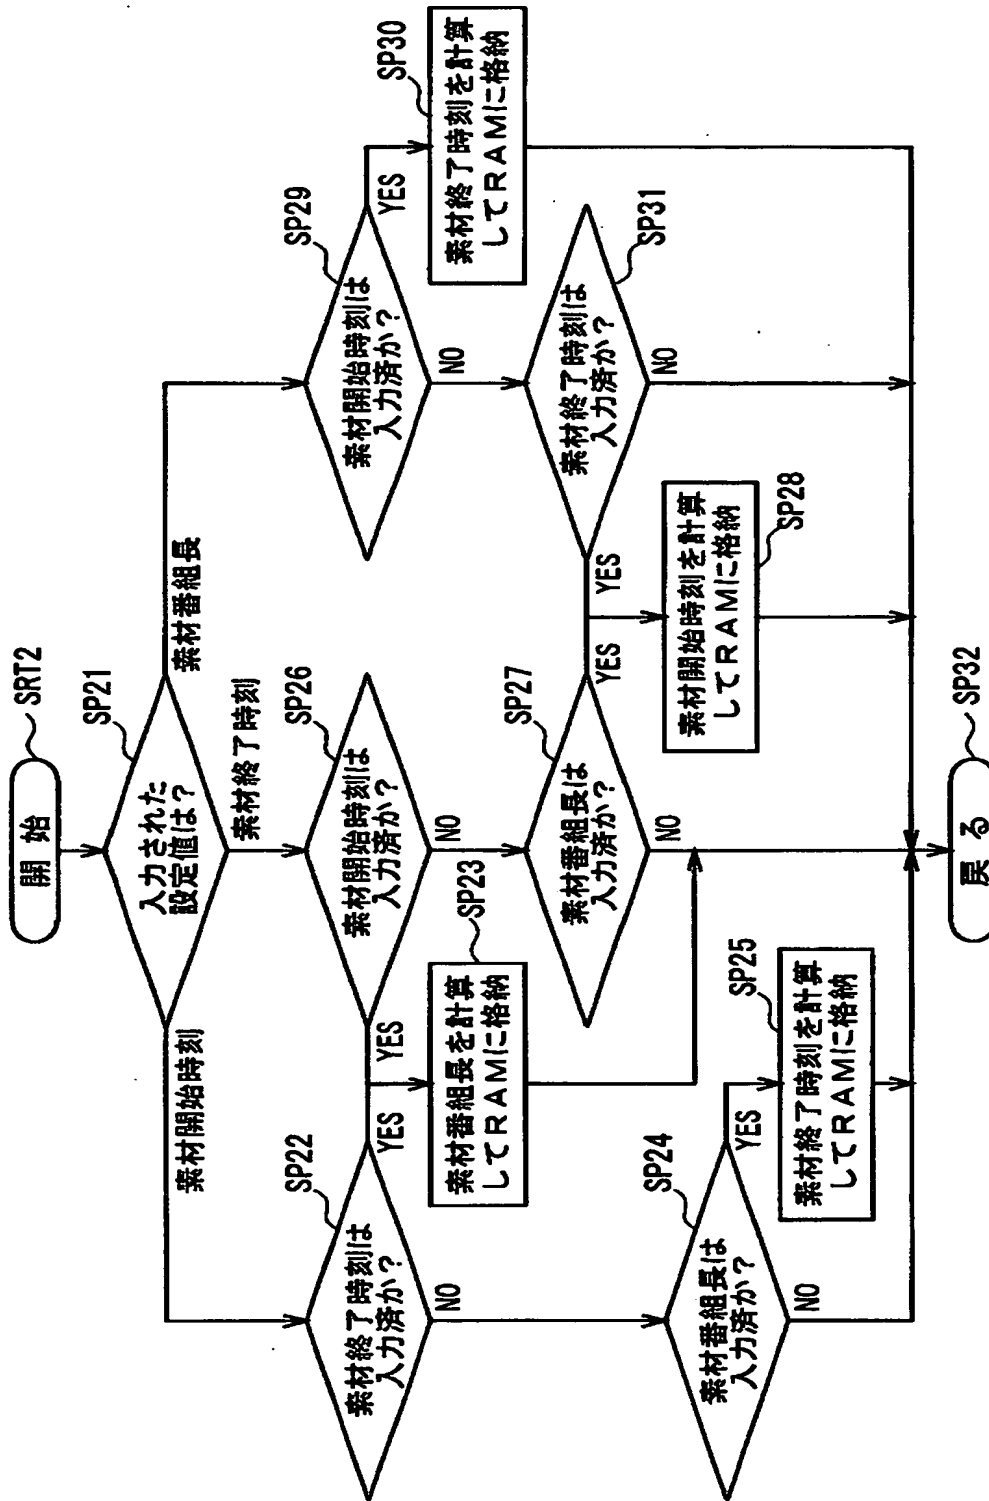 開始
SRT2
入力された
設定値は?
SP21
素材開始時刻
素材終了時刻
素材番組長
素材終了時刻は
入力済か?
SP22
YES
NO
素材開始時刻は
入力済か?
SP26
YES
NO
素材開始時刻は
入力済か?
SP29
YES
NO
素材番組長を計算
してRAMに格納
SP23
素材終了時刻を計算
してRAMに格納
SP30
素材番組長は
入力済か?
SP27
YES
NO
素材終了時刻は
入力済か?
SP31
YES
NO
素材番組長は
入力済か?
SP24
YES
NO
素材開始時刻を計算
してRAMに格納
SP28
素材終了時刻を計算
してRAMに格納
SP25
戻る
SP32